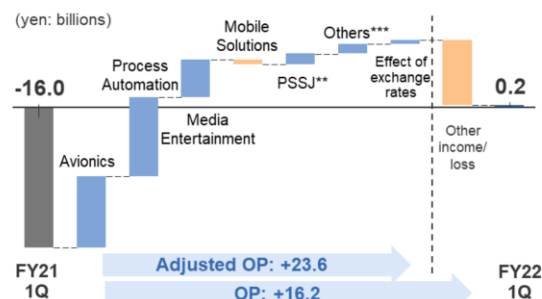 (yen: billions)
Mobile
Solutions
Others***
-16.0
Process
Automation
PSSJ**
Effect of
exchange
rates
0.2
Media
Entertainment
Avionics
Other
income/
loss
FY21
1Q
Adjusted OP: +23.6
OP: +16.2
FY22
1Q